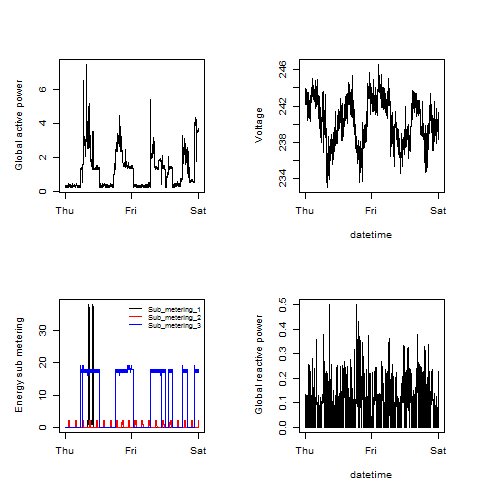 Global active power
0 2 4 6
Thu Fri Sat
Voltage
234 238 242 246
Thu Fri Sat
datetime
Energy sub metering
0 10 20 30
Sub_metering_1
Sub_metering_2
Sub_metering_3
Thu Fri Sat
Global reactive power
0.0 0.1 0.2 0.3 0.4 0.5
Thu Fri Sat
datetime